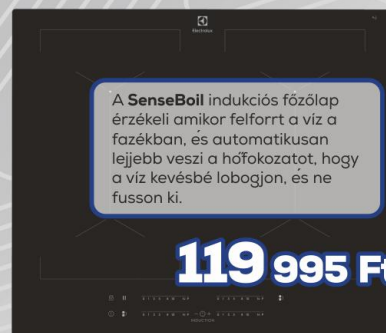 Electrolux
A SenseBoil indukciós főzőlap
érzékeli amikor felforrt a víz a
fazékban, és automatikusan
lejjebb veszi a hőfokozatot, hogy
a víz kevésbé lobogjon, és ne
fusson ki.
119 995 Ft
INDUCTION